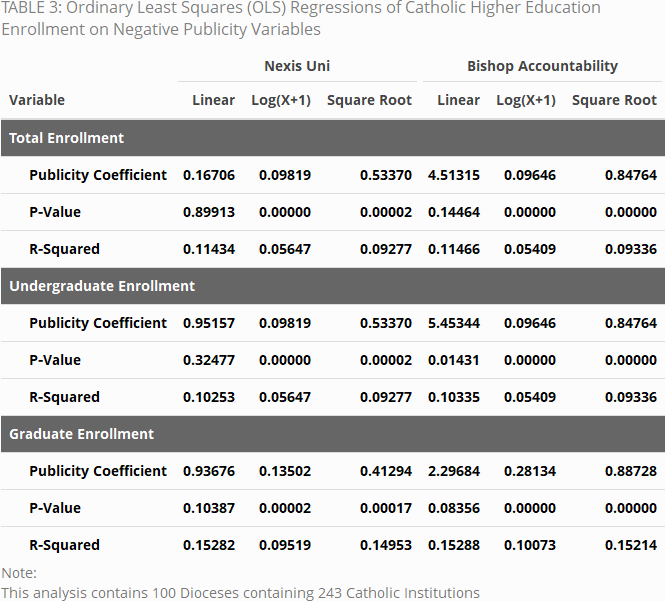 TABLE 3: Ordinary Least Squares (OLS) Regressions of Catholic Higher Education
Enrollment on Negative Publicity Variables
Nexis Uni Bishop Accountability
Variable Linear Log(X+1) Square Root Linear Log(X+1) Square Root
Total Enrollment
Publicity Coefficient 0.16706 0.09819 0.53370 4.51315 0.09646 0.84764
P-Value 0.89913 0.00000 0.00002 0.14464 0.00000 0.00000
R-Squared 0.11434 0.05647 0.09277 0.11466 0.05409 0.09336
Undergraduate Enrollment
Publicity Coefficient 0.95157 0.09819 0.53370 5.45344 0.09646 0.84764
P-Value 0.32477 0.00000 0.00002 0.01431 0.00000 0.00000
R-Squared 0.10253 0.05647 0.09277 0.10335 0.05409 0.09336
Graduate Enrollment
Publicity Coefficient 0.93676 0.13502 0.41294 2.29684 0.28134 0.88728
P-Value 0.10387 0.00002 0.00017 0.08356 0.00000 0.00000
R-Squared 0.15282 0.09519 0.14953 0.15288 0.10073 0.15214
Note:
This analysis contains 100 Dioceses containing 243 Catholic Institutions